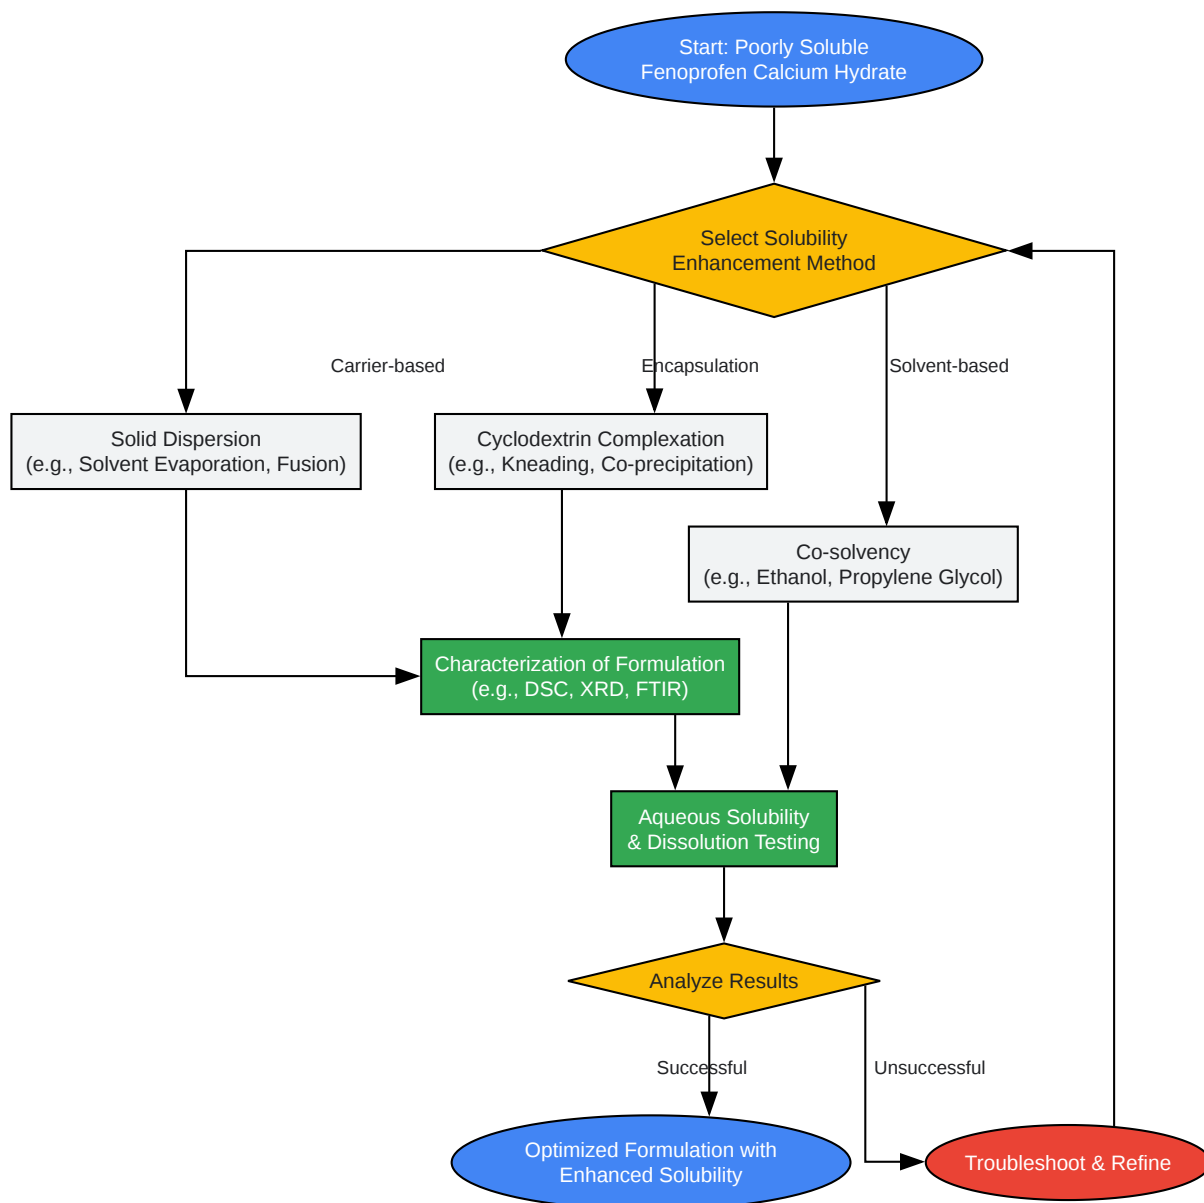 Start: Poorly Soluble
Fenoprofen Calcium Hydrate
Select Solubility
Enhancement Method
Carrier-based
Encapsulation
Solvent-based
Solid Dispersion
(e.g., Solvent Evaporation, Fusion)
Cyclodextrin Complexation
(e.g., Kneading, Co-precipitation)
Co-solvency
(e.g., Ethanol, Propylene Glycol)
Characterization of Formulation
(e.g., DSC, XRD, FTIR)
Aqueous Solubility
& Dissolution Testing
Analyze Results
Successful
Unsuccessful
Optimized Formulation with
Enhanced Solubility
Troubleshoot & Refine